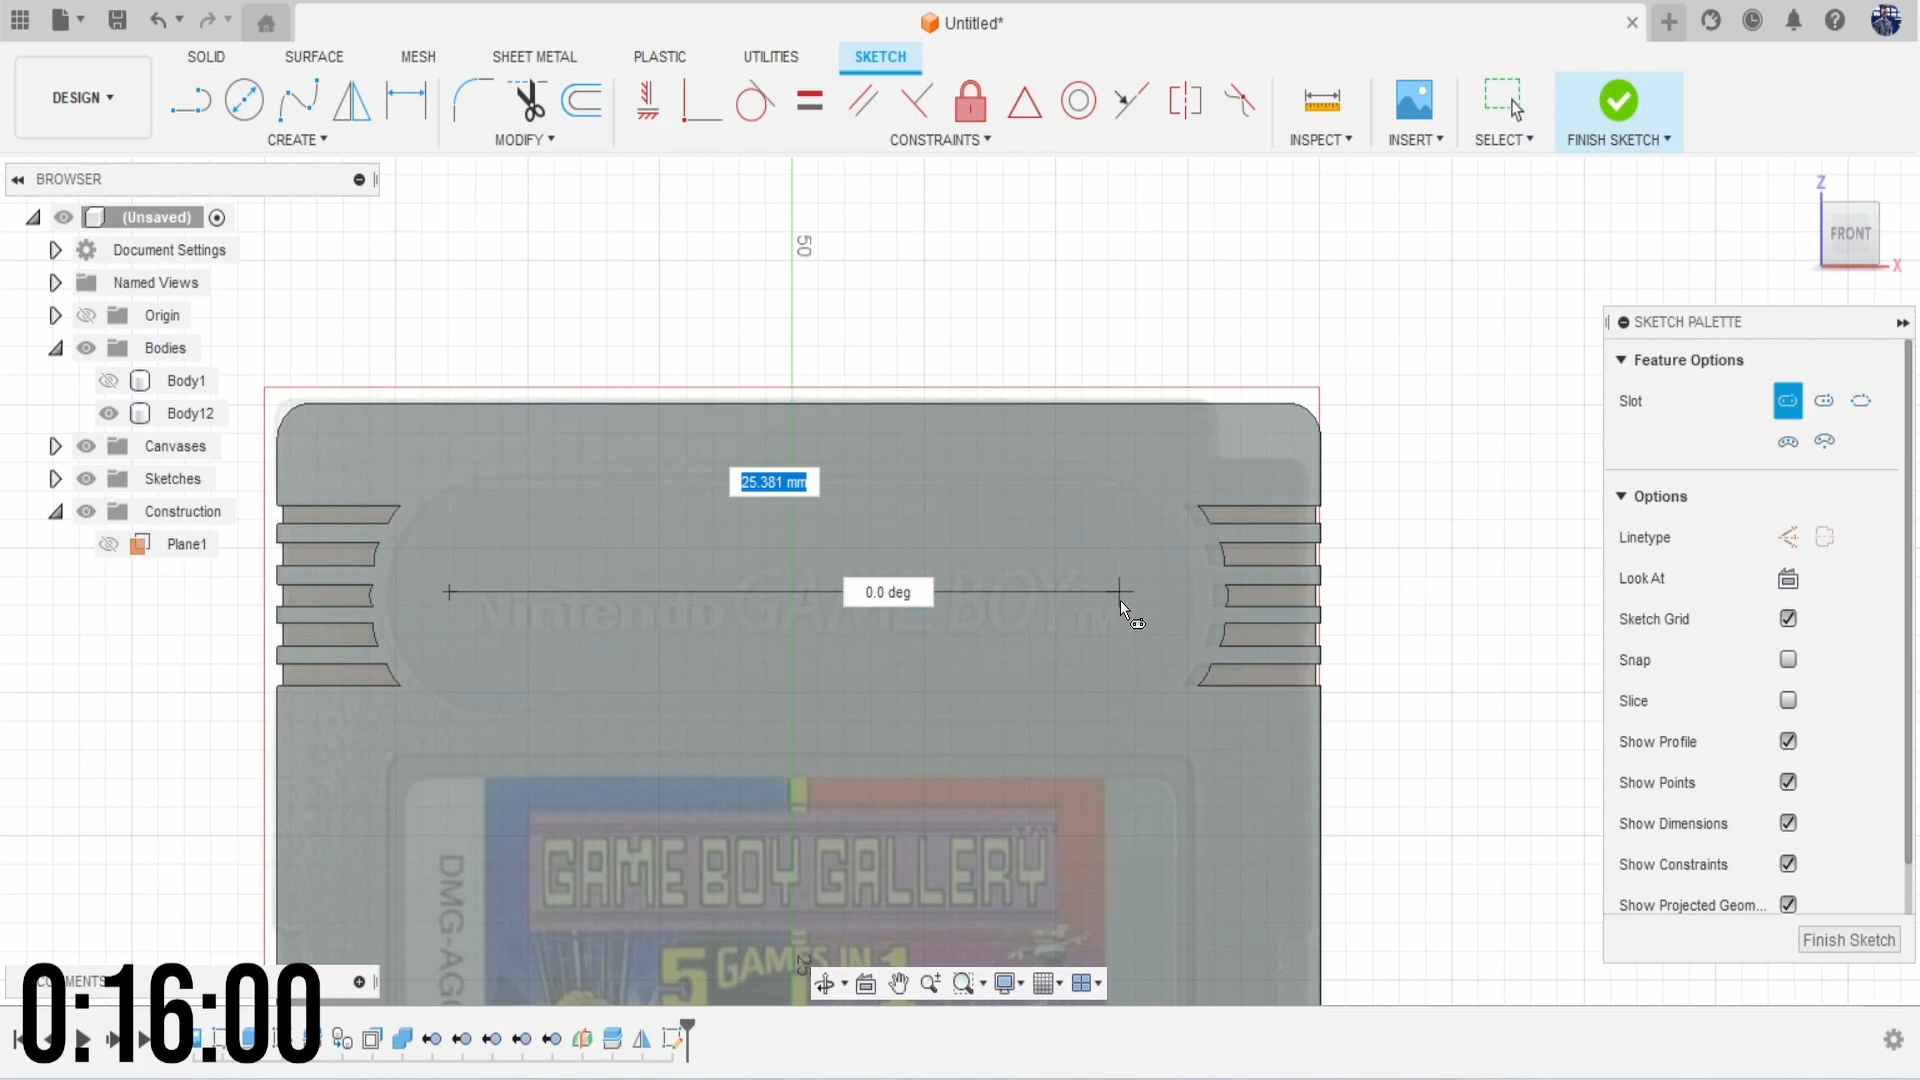 Untitled*
SOLID SURFACE MESH SHEET METAL PLASTIC UTILITIES SKETCH
DESIGN
CREATE MODIFY CONSTRAINTS INSPECT INSERT SELECT FINISH SKETCH
BROWSER
(Unsaved)
Document Settings
Named Views
Origin
Bodies
Body1
Body12
Canvases
Sketches
Construction
Plane1
50
Z
FRONT
X
25.381 mm
0.0 deg
Nintendo GAME BOY TM
GAME BOY GALLERY
5 GAMES IN 1
DMG-AGC
25
SKETCH PALETTE
Feature Options
Slot
Options
Linetype
Look At
Sketch Grid
Snap
Slice
Show Profile
Show Points
Show Dimensions
Show Constraints
Show Projected Geom...
Finish Sketch
COMMENTS
0:16:00